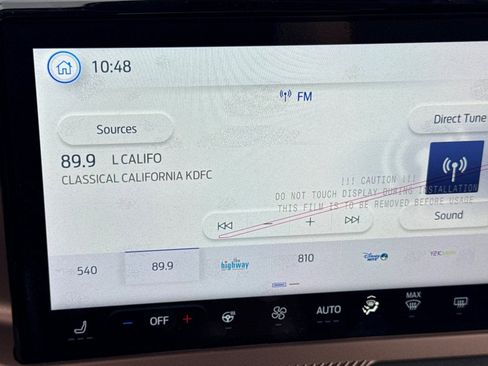 10:48
FM
Sources
Direct Tune
89.9 L CALIFO
CLASSICAL CALIFORNIA KDFC
!!! CAUTION !!!
DO NOT TOUCH DISPLAY DURING INSTALLATION
THIS FILM IS TO BE REMOVED BEFORE USAGE
Sound
540 89.9 the highway 810
OFF AUTO MAX